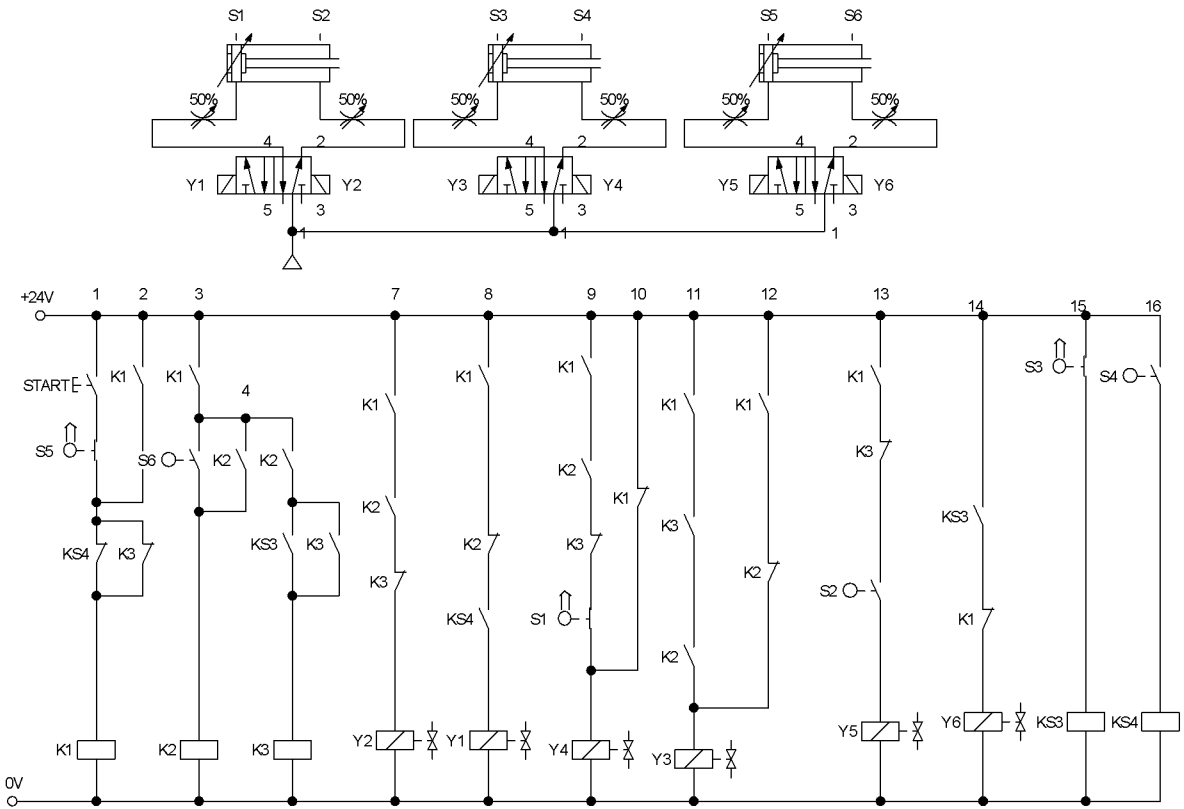 S1 S2 S3 S4 S5 S6
50% 50% 50% 50% 50% 50%
4 2 4 2 4 2
Y1 Y2 Y3 Y4 Y5 Y6
5 3 5 3 5 3
1 1 1
+24V 1 2 3 7 8 9 10 11 12 13 14 15 16
START K1 K1 4 K1 K1 K1 K1 K1 K1 S3 S4
S5 S6 K2 K2 K2 K2 K1 K3
KS4 K3 KS3 K3 K3 K2 K3 K3 K2 S2 KS3
KS4 S1 K2 K1
K1 K2 K3 Y2 Y1 Y4 Y3 Y5 Y6 KS3 KS4
0V